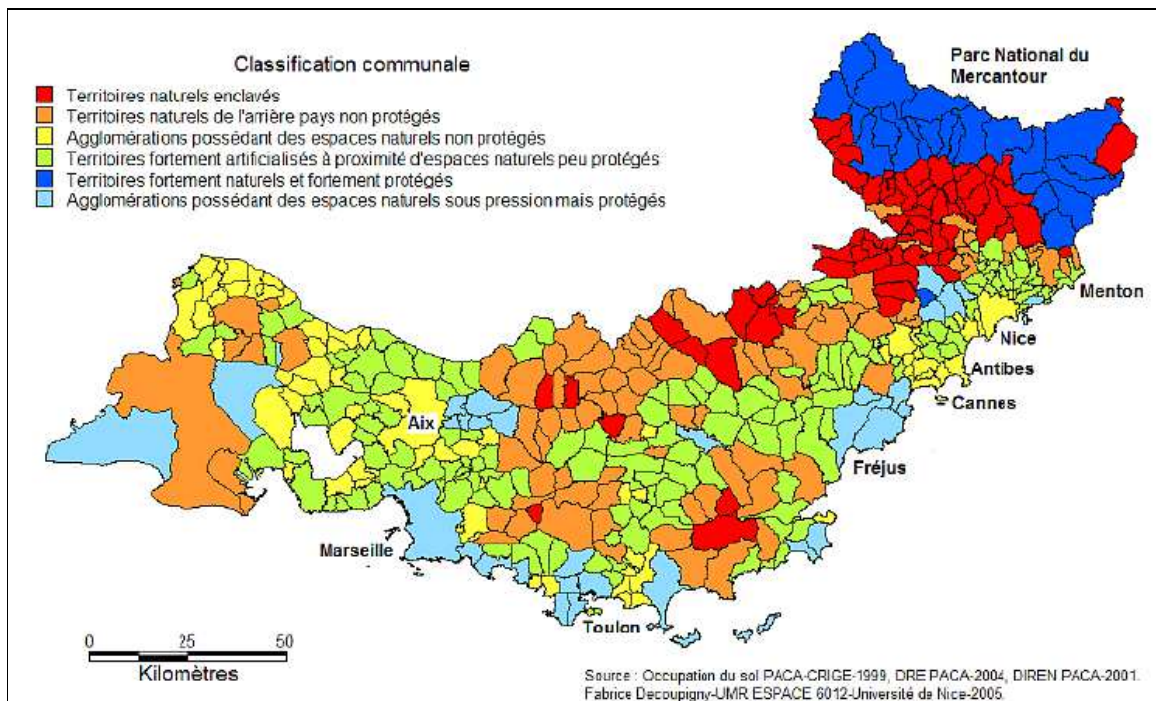 Classification communale
Territoires naturels enclavés
Territoires naturels de l'arrière pays non protégés
Agglomérations possédant des espaces naturels non protégés
Territoires fortement artificialisés à proximité d'espaces naturels peu protégés
Territoires fortement naturels et fortement protégés
Agglomérations possédant des espaces naturels sous pression mais protégés
Parc National du
Mercantour
Menton
Nice
Antibes
Cannes
Aix
Fréjus
Marseille
Toulon
0 25 50
Kilomètres
Source : Occupation du sol PACA-CRIGE-1999, DRE PACA-2004, DIREN PACA-2001.
Fabrice Decoupigny-UMR ESPACE 6012-Université de Nice-2005.